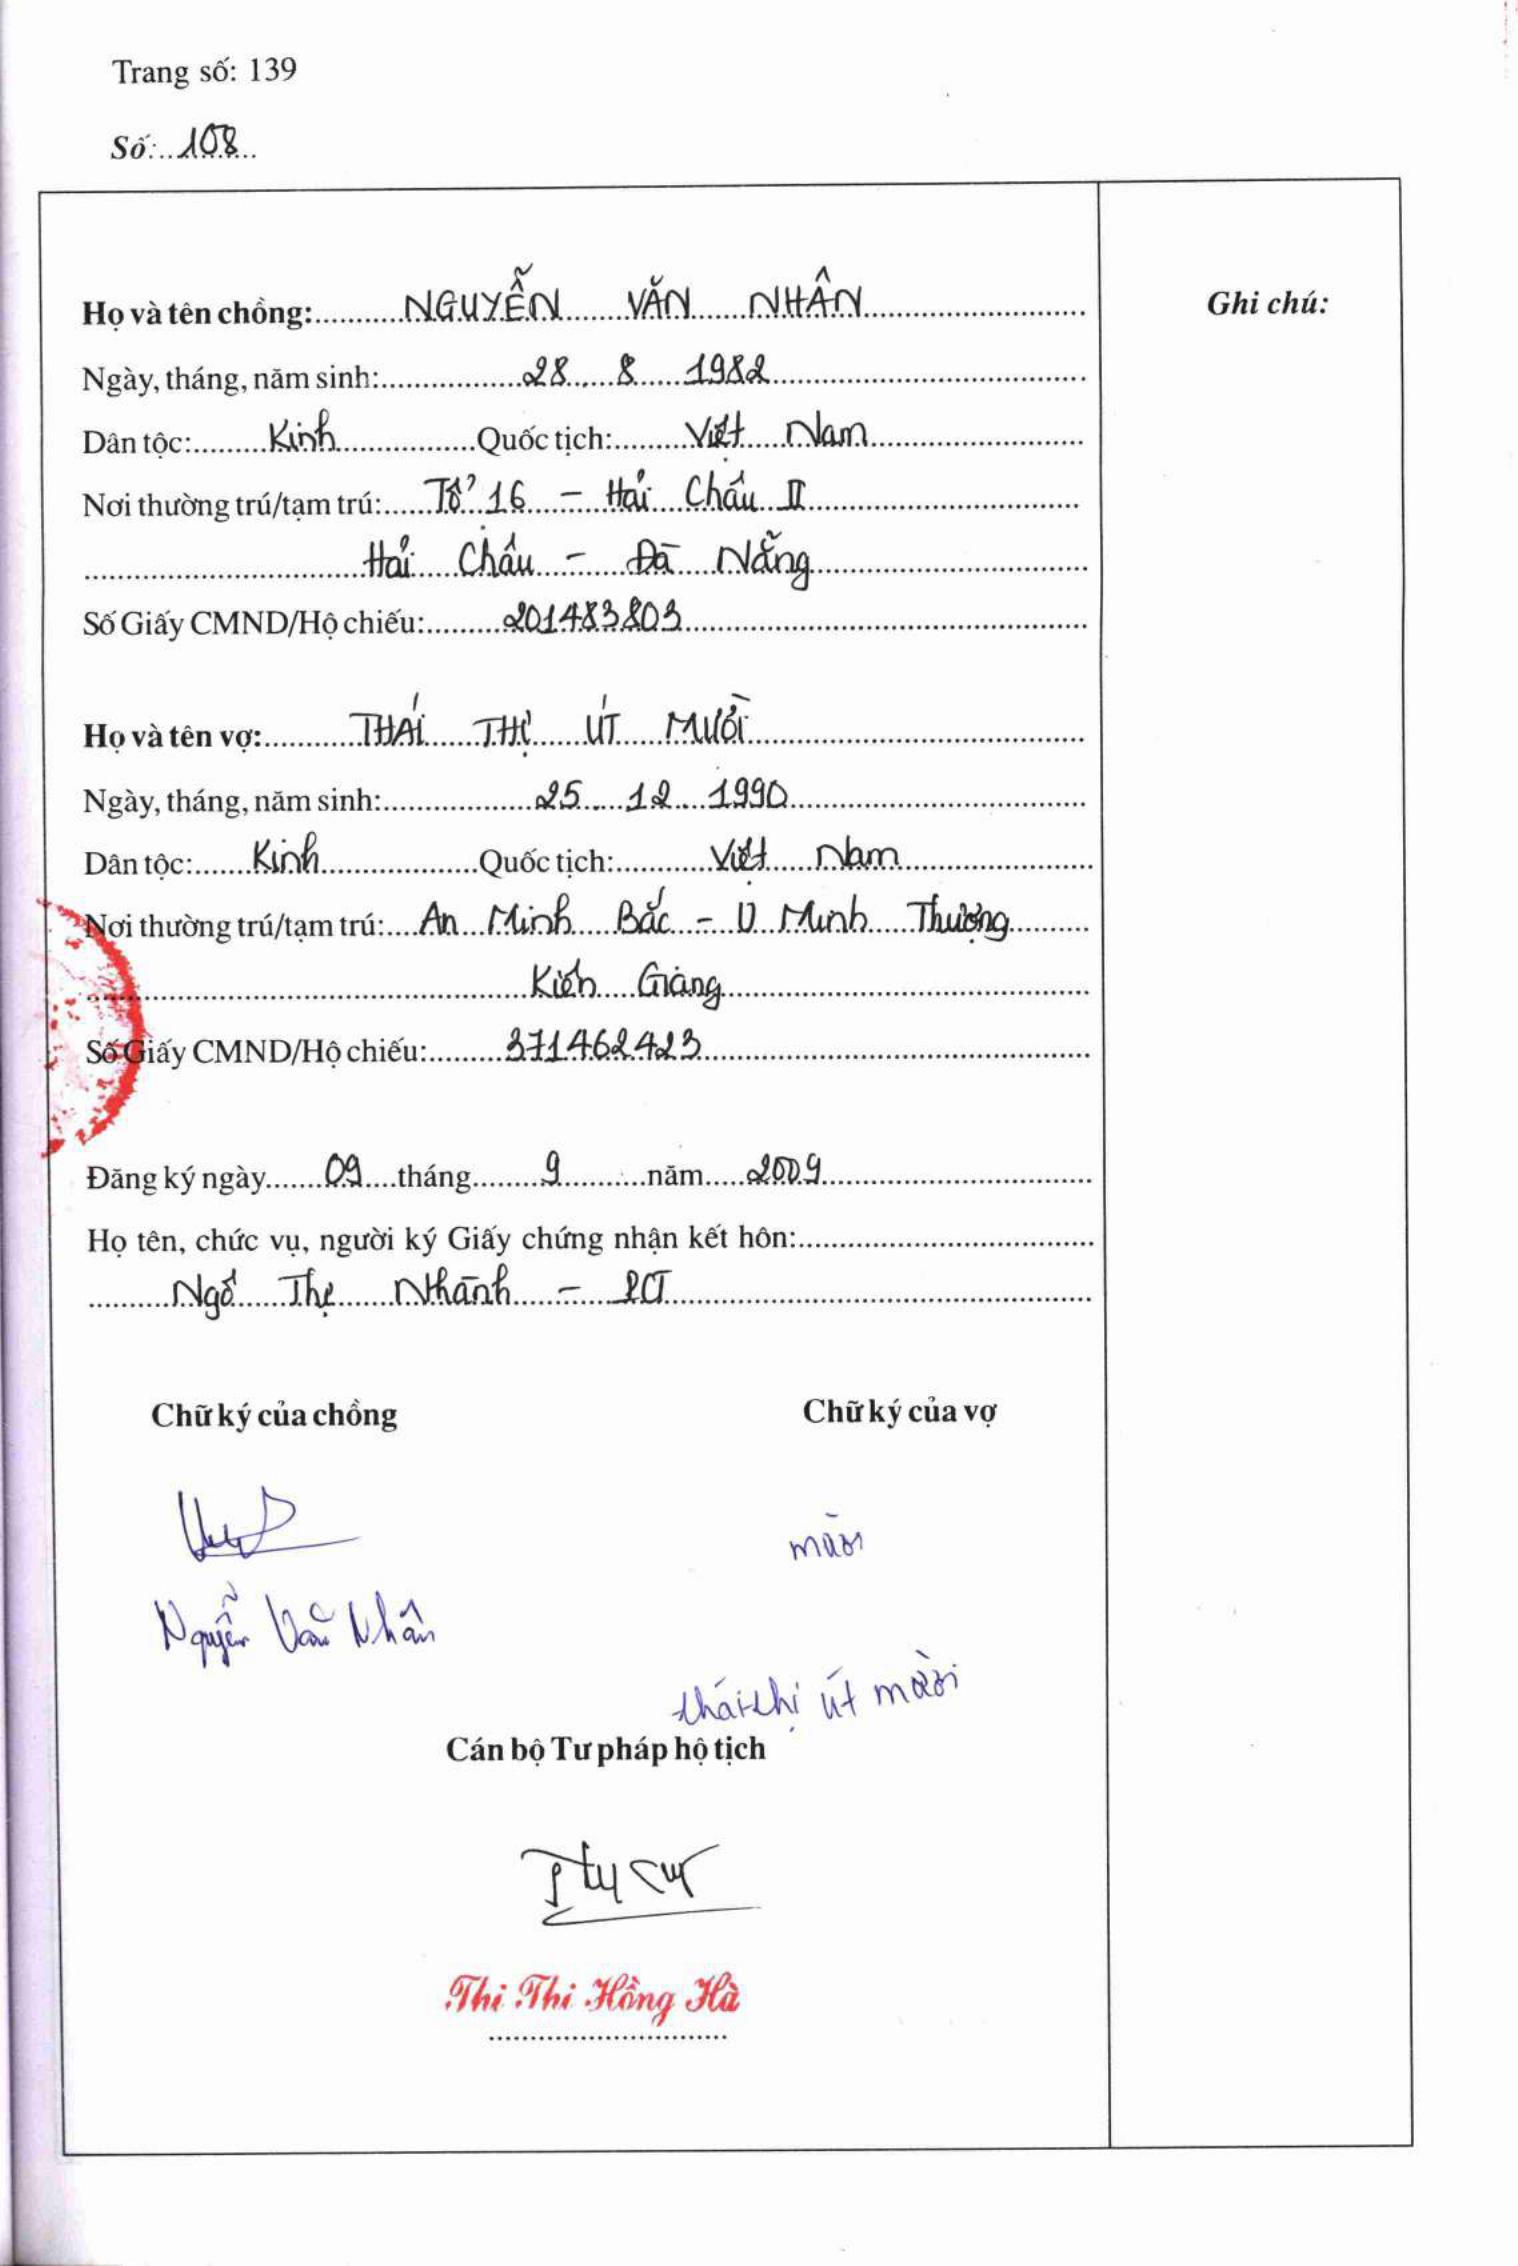 Trang số: 139
Số: 108
Họ và tên chồng: NGUYỄN VĂN NHÂN
Ghi chú:
Ngày, tháng, năm sinh: 28 8 1982
Dân tộc: Kinh Quốc tịch: Việt Nam
Nơi thường trú/tạm trú: Tổ 16 - Hải Châu II
Hải Châu - Đà Nẵng
Số Giấy CMND/Hộ chiếu: 201483803
Họ và tên vợ: THÁI THỊ ÚT MƯỜI
Ngày, tháng, năm sinh: 25 12 1990
Dân tộc: Kinh Quốc tịch: Việt Nam
Nơi thường trú/tạm trú: An Minh Bắc - U Minh Thượng
Kiên Giang
Số Giấy CMND/Hộ chiếu: 371462423
Đăng ký ngày 09 tháng 9 năm 2009
Họ tên, chức vụ, người ký Giấy chứng nhận kết hôn:
Ngô Thị Nhành - PCT
Chữ ký của chồng Chữ ký của vợ
mười
Nguyễn Văn Nhân
thái thị út mười
Cán bộ Tư pháp hộ tịch
Thi Thi Hồng Hà